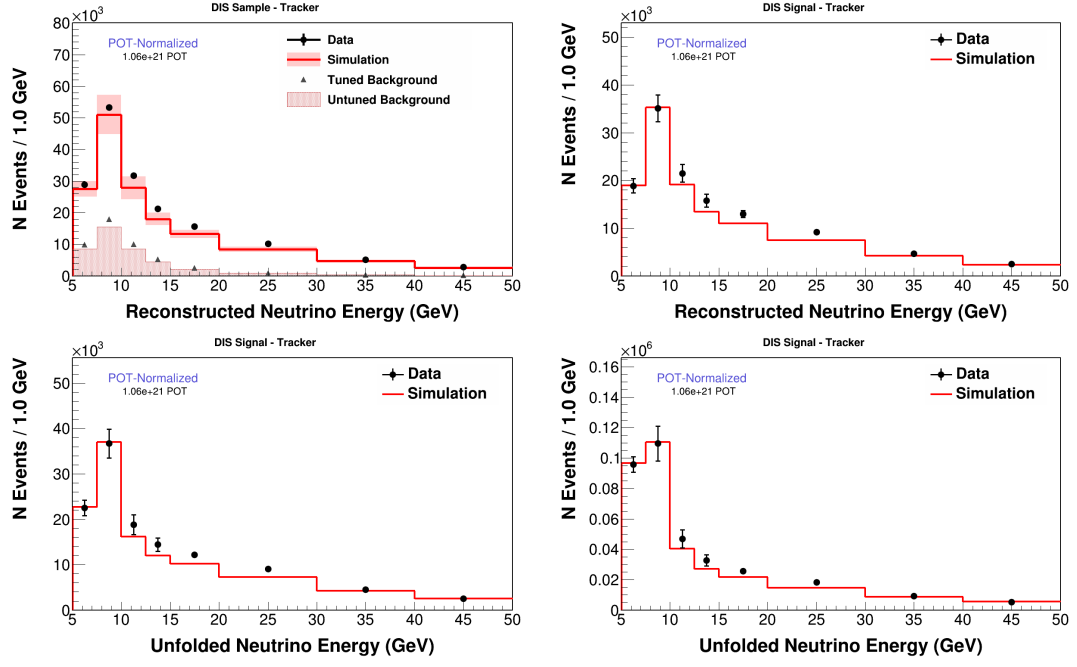 DIS Sample - Tracker
×10³
80
70
60
50
40
30
20
10
0
N Events / 1.0 GeV
POT-Normalized
1.06e+21 POT
Data
Simulation
Tuned Background
Untuned Background
5 10 15 20 25 30 35 40 45 50
Reconstructed Neutrino Energy (GeV)
DIS Signal - Tracker
×10³
50
40
30
20
10
0
N Events / 1.0 GeV
POT-Normalized
1.06e+21 POT
Data
Simulation
5 10 15 20 25 30 35 40 45 50
Reconstructed Neutrino Energy (GeV)
DIS Signal - Tracker
×10³
50
40
30
20
10
0
N Events / 1.0 GeV
POT-Normalized
1.06e+21 POT
Data
Simulation
5 10 15 20 25 30 35 40 45 50
Unfolded Neutrino Energy (GeV)
DIS Signal - Tracker
×10⁶
0.16
0.14
0.12
0.1
0.08
0.06
0.04
0.02
0
N Events / 1.0 GeV
POT-Normalized
1.06e+21 POT
Data
Simulation
5 10 15 20 25 30 35 40 45 50
Unfolded Neutrino Energy (GeV)